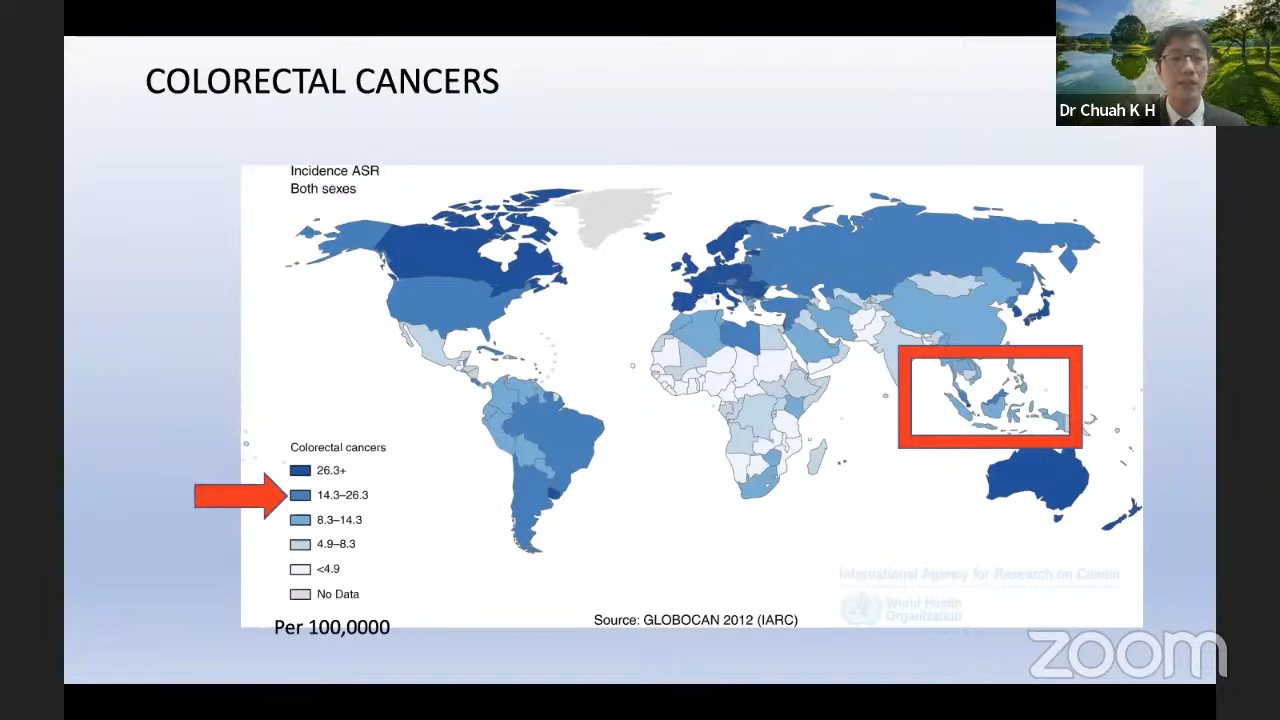 COLORECTAL CANCERS
Dr Chuah K H
Incidence ASR
Both sexes
Colorectal cancers
26.3+
14.3–26.3
8.3–14.3
4.9–8.3
<4.9
No Data
Per 100,0000
Source: GLOBOCAN 2012 (IARC)
International Agency for Research on Cancer
World Health
Organization
zoom